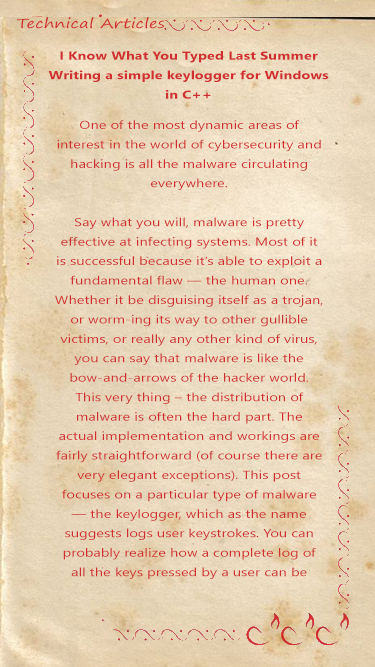 Technical Articles
I Know What You Typed Last Summer
Writing a simple keylogger for Windows
in C++
One of the most dynamic areas of
interest in the world of cybersecurity and
hacking is all the malware circulating
everywhere.
Say what you will, malware is pretty
effective at infecting systems. Most of it
is successful because it's able to exploit a
fundamental flaw — the human one.
Whether it be disguising itself as a trojan,
or worm-ing its way to other gullible
victims, or really any other kind of virus,
you can say that malware is like the
bow-and-arrows of the hacker world.
This very thing – the distribution of
malware is often the hard part. The
actual implementation and workings are
fairly straightforward (of course there are
very elegant exceptions). This post
focuses on a particular type of malware
— the keylogger, which as the name
suggests logs user keystrokes. You can
probably realize how a complete log of
all the keys pressed by a user can be